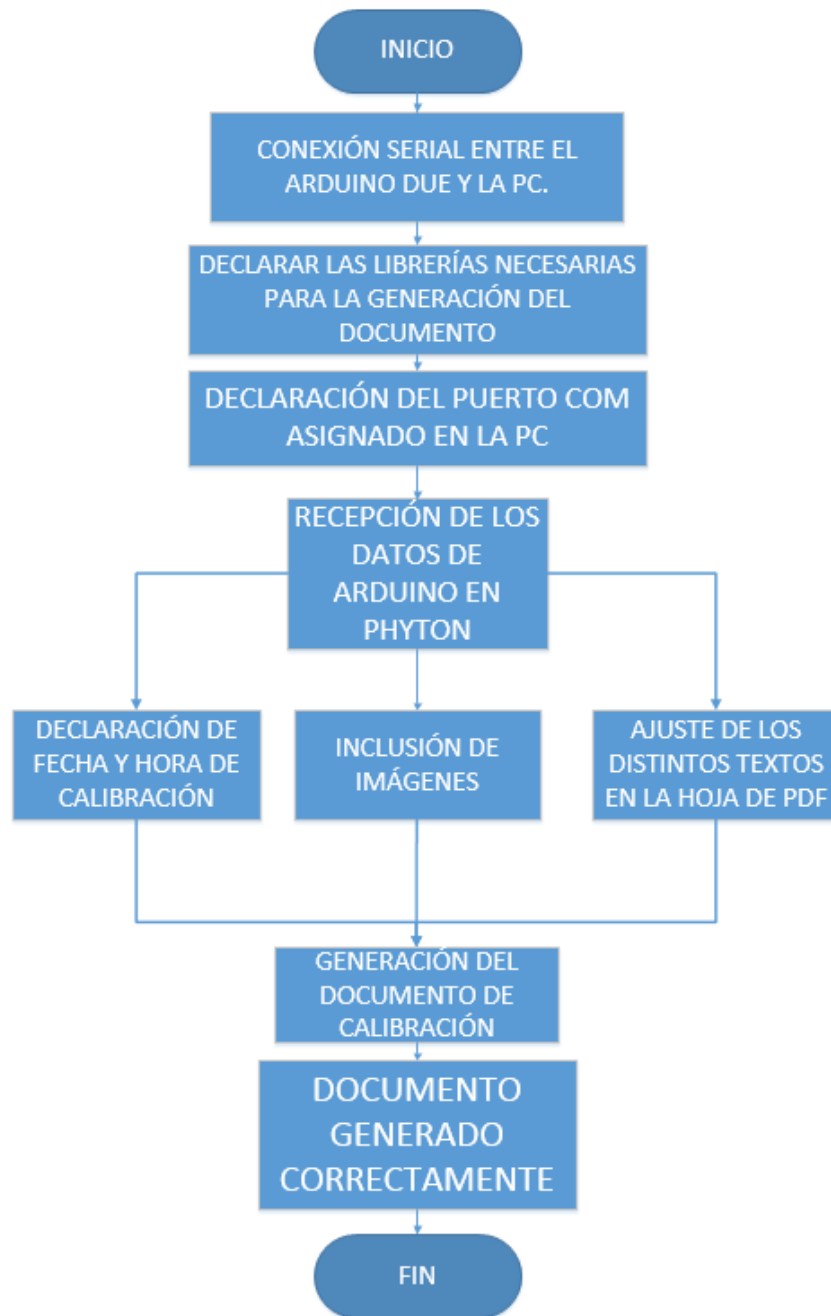 INICIO
CONEXIÓN SERIAL ENTRE EL
ARDUINO DUE Y LA PC.
DECLARAR LAS LIBRERÍAS NECESARIAS
PARA LA GENERACIÓN DEL
DOCUMENTO
DECLARACIÓN DEL PUERTO COM
ASIGNADO EN LA PC
RECEPCIÓN DE LOS
DATOS DE
ARDUINO EN
PHYTON
DECLARACIÓN DE
FECHA Y HORA DE
CALIBRACIÓN
INCLUSIÓN DE
IMÁGENES
AJUSTE DE LOS
DISTINTOS TEXTOS
EN LA HOJA DE PDF
GENERACIÓN DEL
DOCUMENTO DE
CALIBRACIÓN
DOCUMENTO
GENERADO
CORRECTAMENTE
FIN